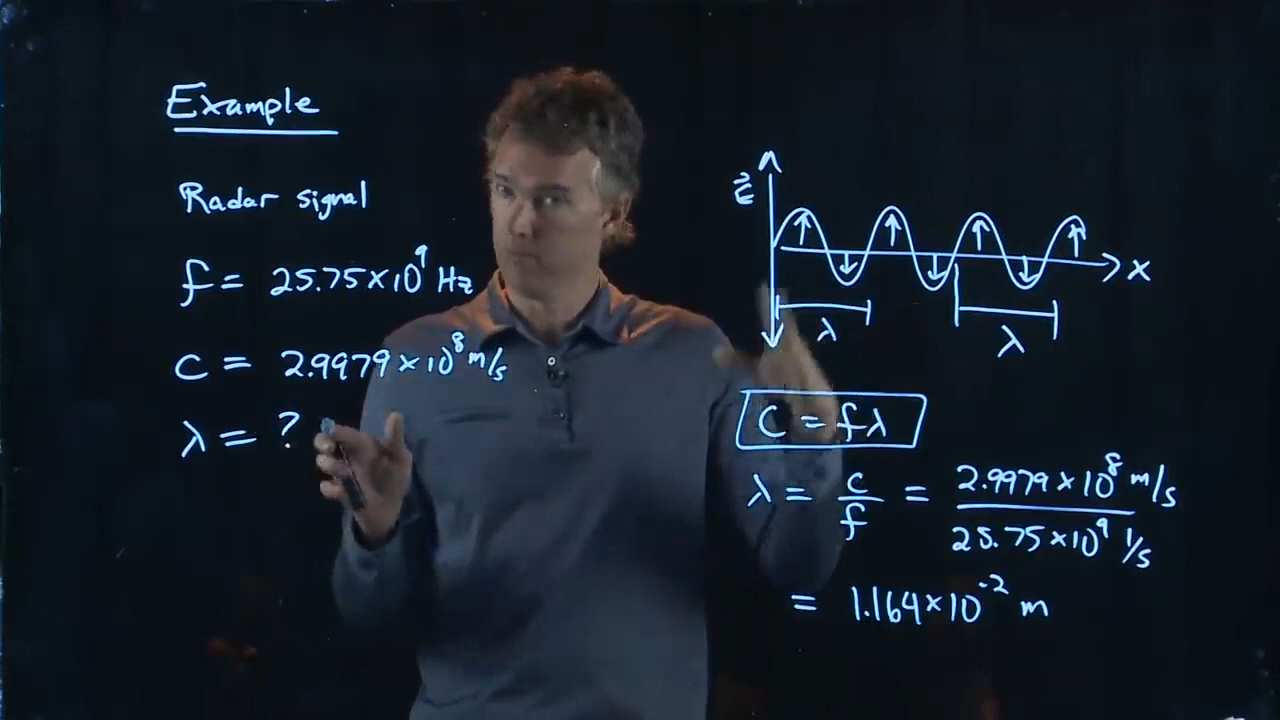 Example
Radar signal
f = 25.75×10⁹ Hz
c = 2.9979×10⁸ m/s
λ = ?
E⃗
x
λ
λ
c = fλ
λ = c/f = 2.9979×10⁸ m/s / 25.75×10⁹ 1/s
= 1.164×10⁻² m